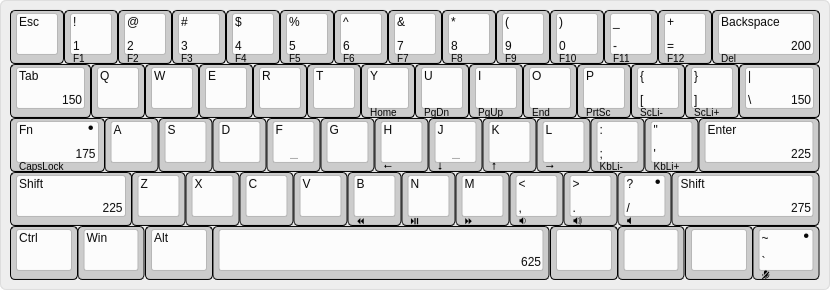 Esc ! @ # $ % ^ & * ( ) _ + Backspace
1 2 3 4 5 6 7 8 9 0 - = 200
F1 F2 F3 F4 F5 F6 F7 F8 F9 F10 F11 F12 Del
Tab Q W E R T Y U I O P { } |
150 [ ] \ 150
Home PgDn PgUp End PrtSc ScLi- ScLi+
Fn • A S D F G H J K L : " Enter
175 _ _ ; ' 225
CapsLock ← ↓ ↑ → KbLi- KbLi+
Shift Z X C V B N M < > ? • Shift
225 , . / 275
⏪ ⏯ ⏩ 🔉 🔊 🔈
Ctrl Win Alt ~ •
625 `